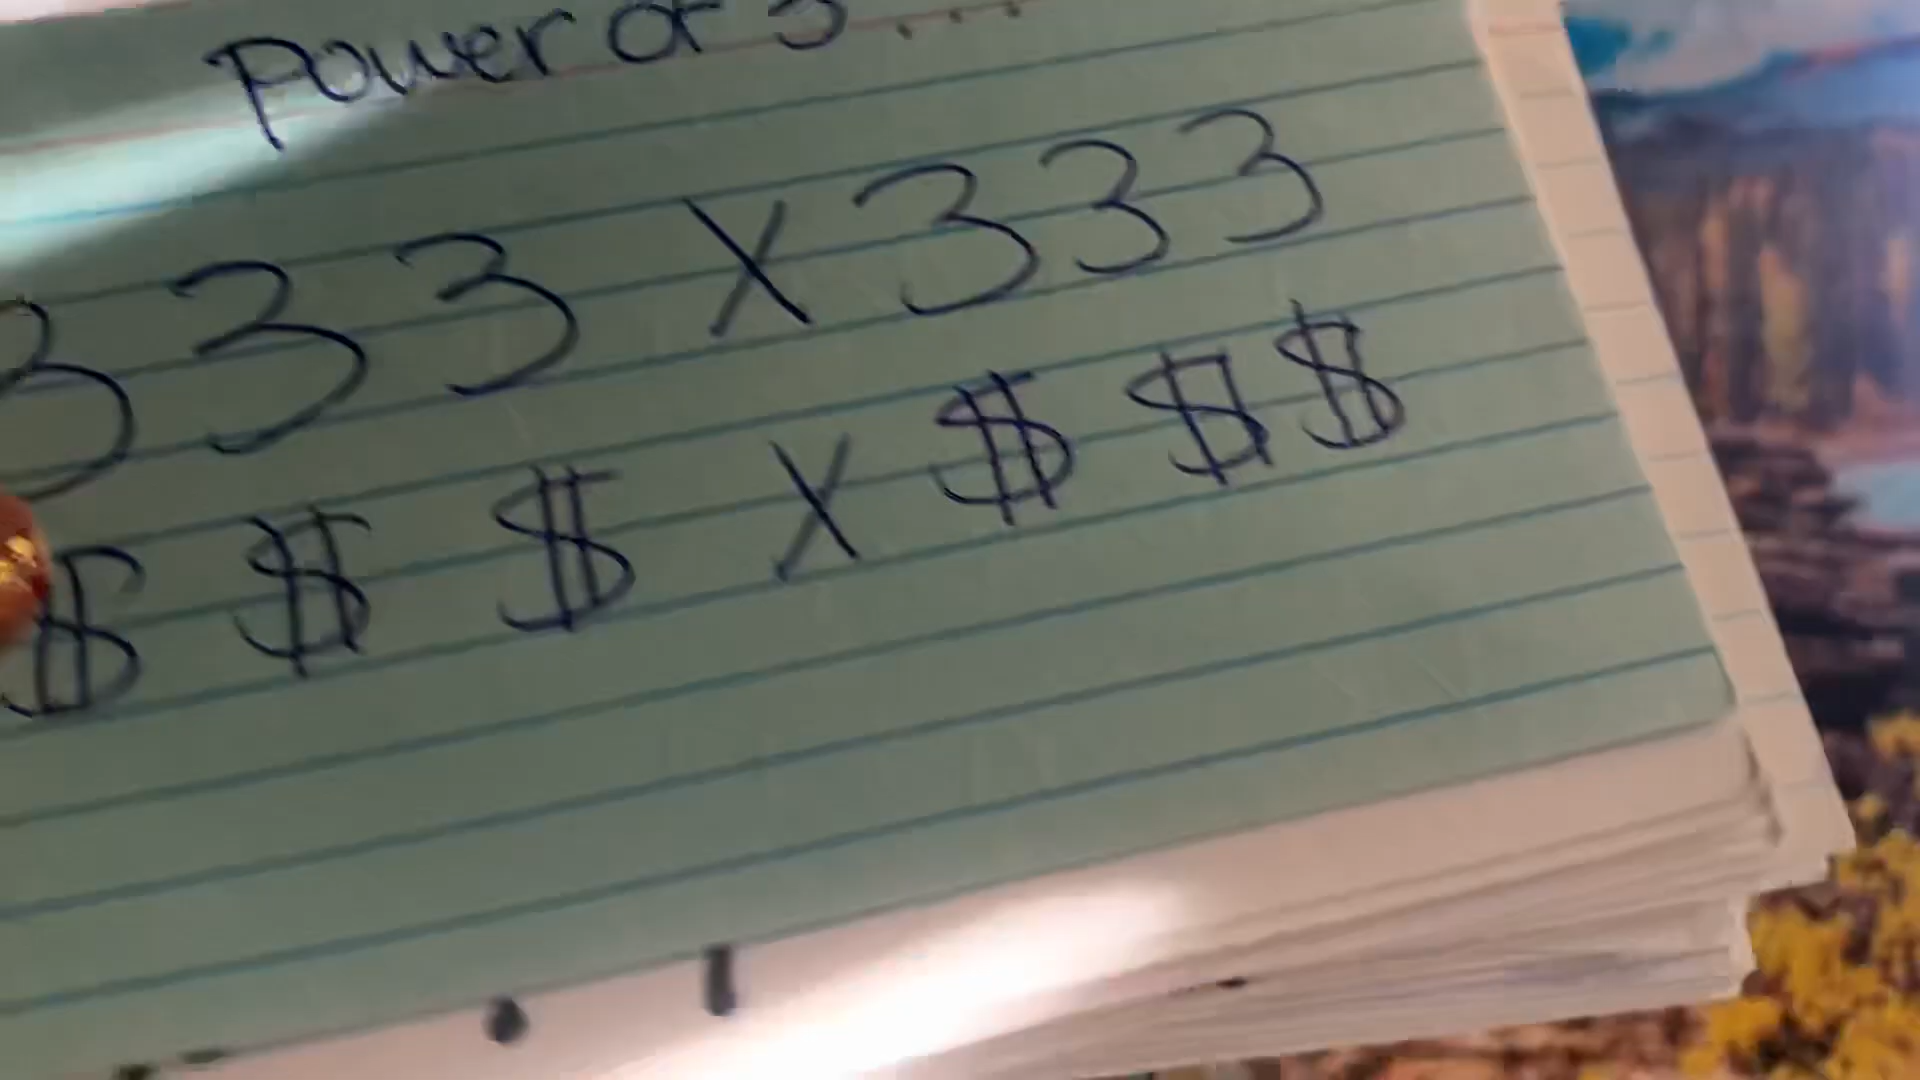 Power of 3 ...
333 X 333
$ $ $ X $ $ $